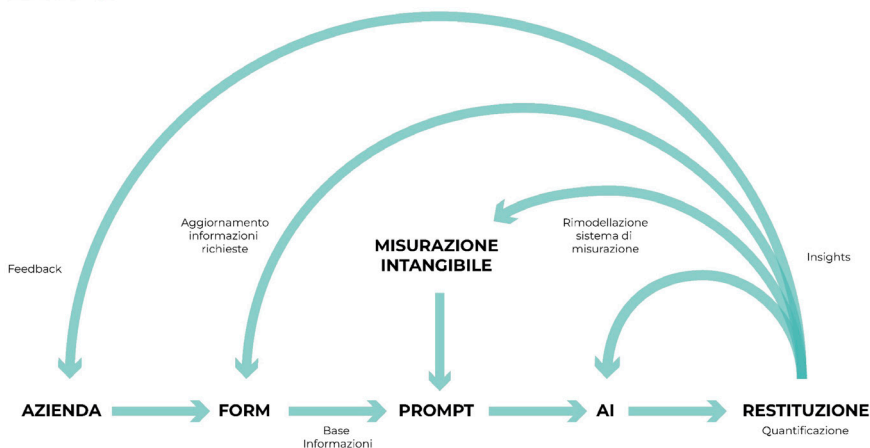 Aggiornamento
informazioni
richieste
Rimodellazione
sistema di
misurazione
MISURAZIONE
INTANGIBILE
Feedback
Insights
AZIENDA
FORM
PROMPT
AI
RESTITUZIONE
Base
Informazioni
Quantificazione